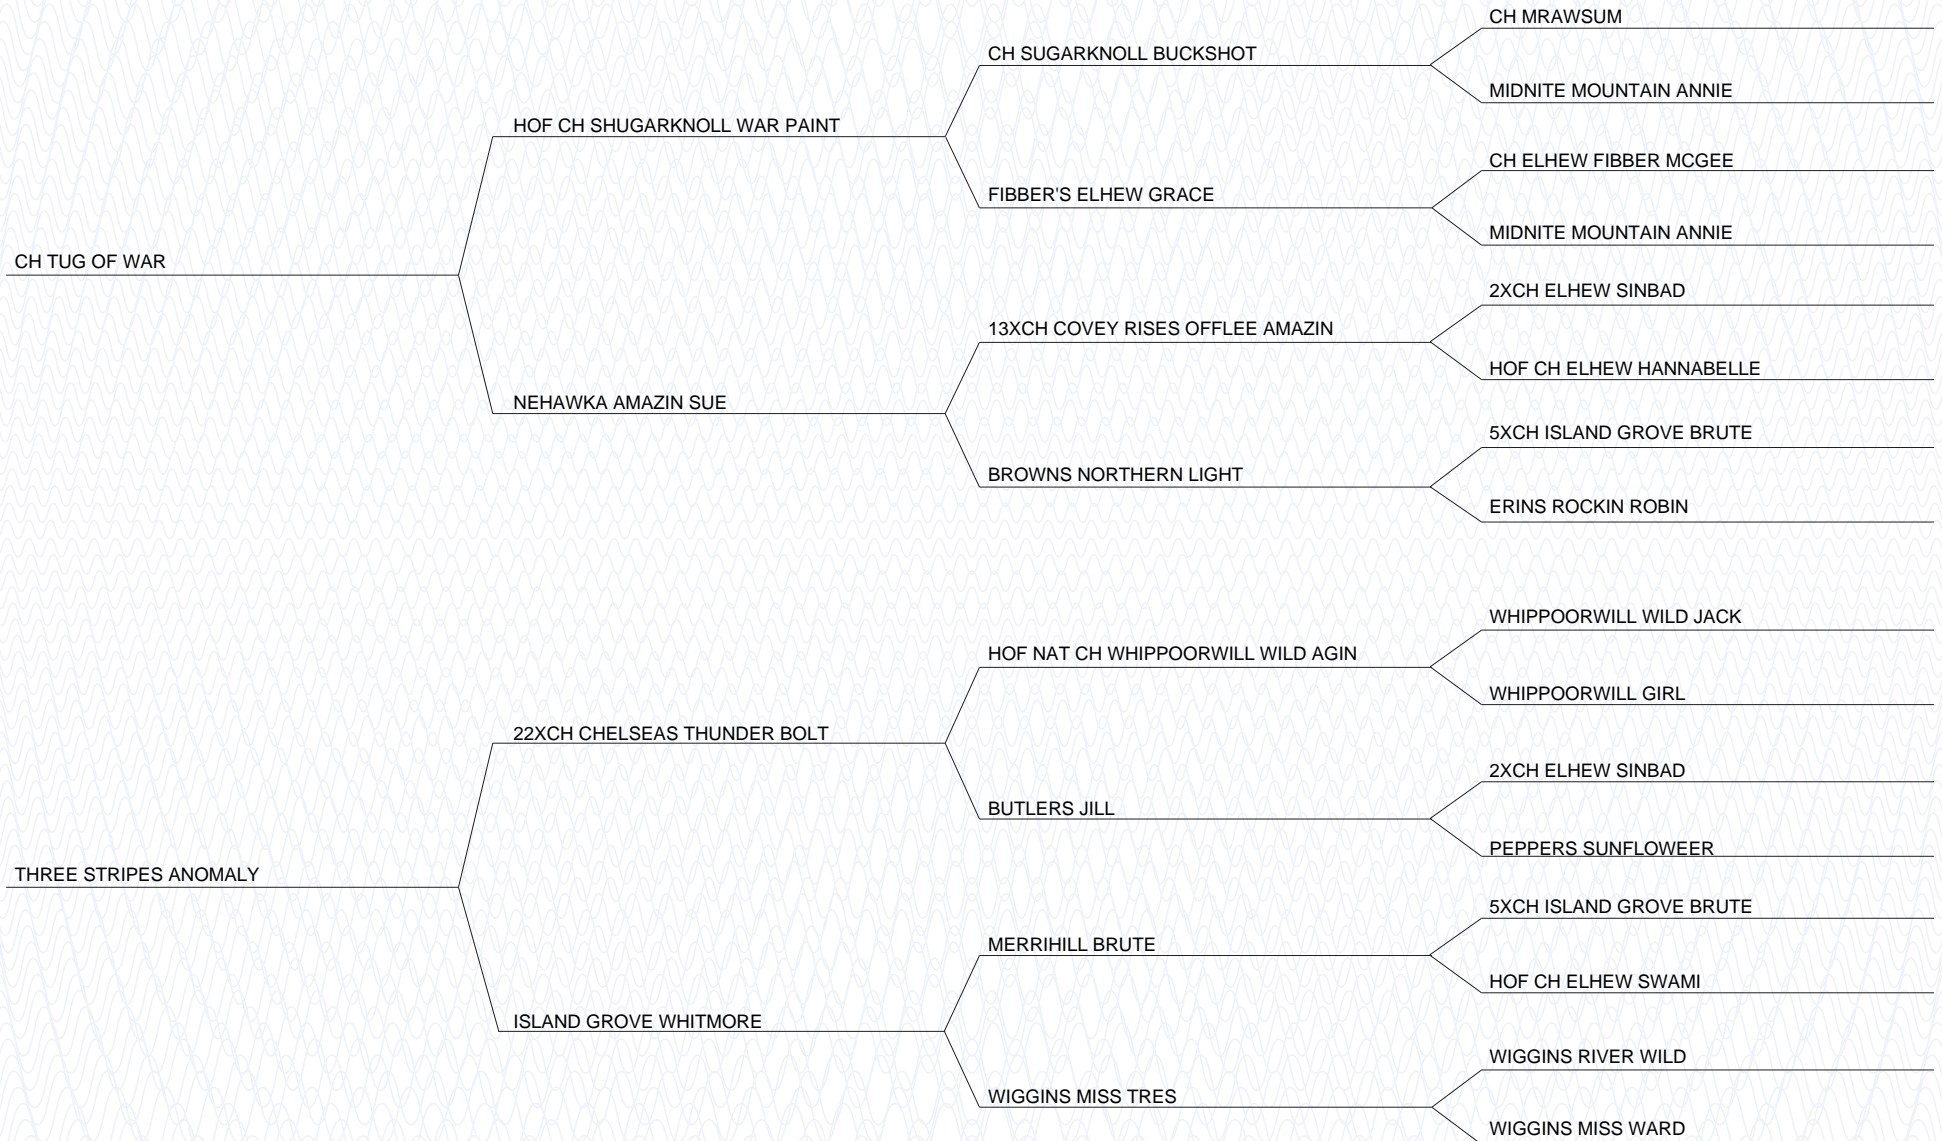 CH MRAWSUM
CH SUGARKNOLL BUCKSHOT
MIDNITE MOUNTAIN ANNIE
HOF CH SHUGARKNOLL WAR PAINT
CH ELHEW FIBBER MCGEE
FIBBER'S ELHEW GRACE
MIDNITE MOUNTAIN ANNIE
CH TUG OF WAR
2XCH ELHEW SINBAD
13XCH COVEY RISES OFFLEE AMAZIN
HOF CH ELHEW HANNABELLE
NEHAWKA AMAZIN SUE
5XCH ISLAND GROVE BRUTE
BROWNS NORTHERN LIGHT
ERINS ROCKIN ROBIN
WHIPPOORWILL WILD JACK
HOF NAT CH WHIPPOORWILL WILD AGIN
WHIPPOORWILL GIRL
22XCH CHELSEAS THUNDER BOLT
2XCH ELHEW SINBAD
BUTLERS JILL
PEPPERS SUNFLOWEER
THREE STRIPES ANOMALY
5XCH ISLAND GROVE BRUTE
MERRIHILL BRUTE
HOF CH ELHEW SWAMI
ISLAND GROVE WHITMORE
WIGGINS RIVER WILD
WIGGINS MISS TRES
WIGGINS MISS WARD